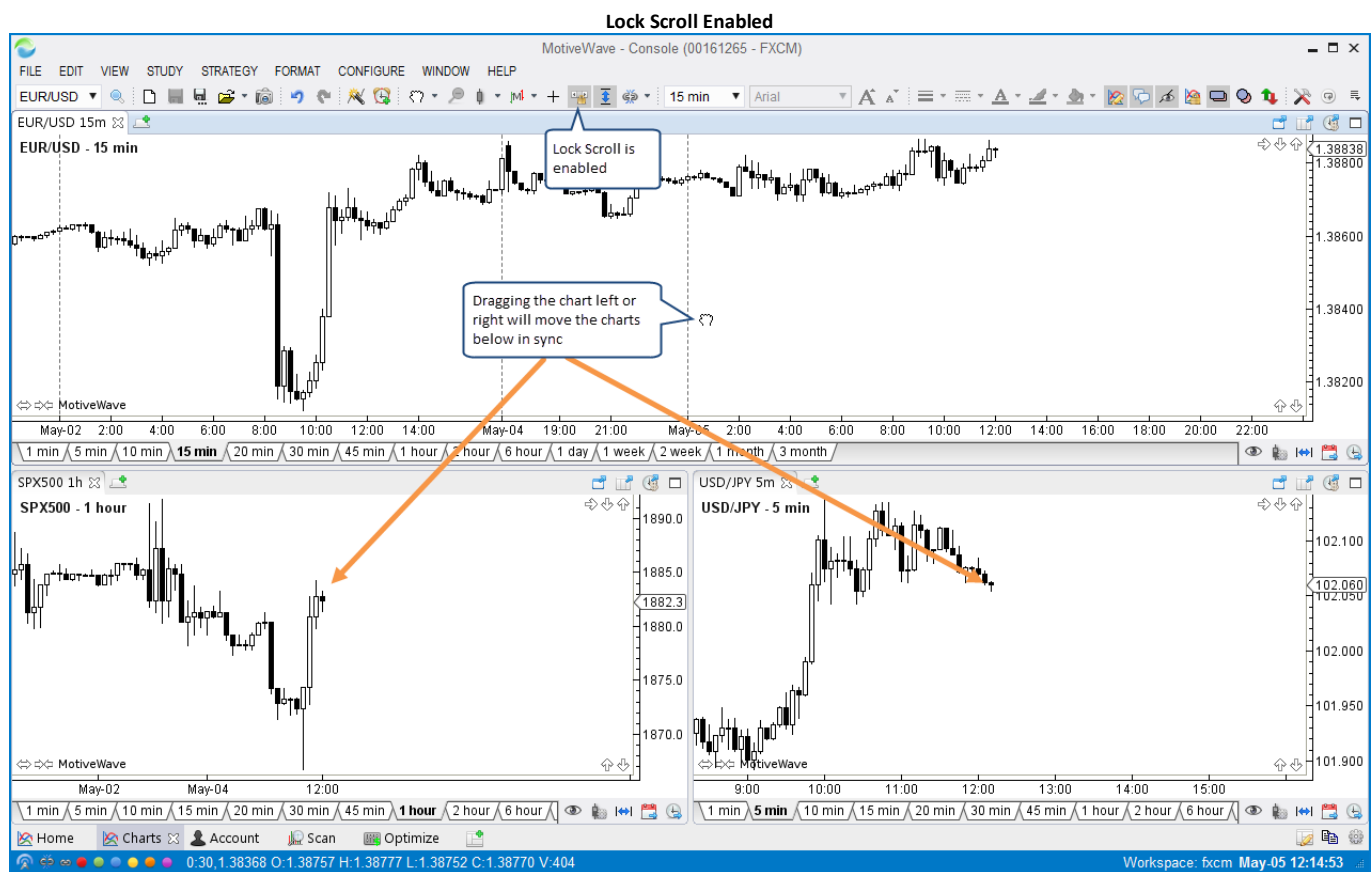 Lock Scroll Enabled
MotiveWave - Console (00161265 - FXCM)
FILE EDIT VIEW STUDY STRATEGY FORMAT CONFIGURE WINDOW HELP
EUR/USD 15 min Arial
EUR/USD 15m
EUR/USD - 15 min
Lock Scroll is
enabled
1.38838
1.38800
1.38600
Dragging the chart left or
right will move the charts
below in sync
1.38400
1.38200
MotiveWave
May-02 2:00 4:00 6:00 8:00 10:00 12:00 14:00 May-04 19:00 21:00 May-05 2:00 4:00 6:00 8:00 10:00 12:00 14:00 16:00 18:00 20:00 22:00
1 min 5 min 10 min 15 min 20 min 30 min 45 min 1 hour 2 hour 6 hour 1 day 1 week 2 week 1 month 3 month
SPX500 1h
SPX500 - 1 hour
1890.0
1885.0
1882.3
1880.0
1875.0
1870.0
MotiveWave
May-02 May-04 12:00
1 min 5 min 10 min 15 min 20 min 30 min 45 min 1 hour 2 hour 6 hour
USD/JPY 5m
USD/JPY - 5 min
102.100
102.060
102.050
102.000
101.950
101.900
MotiveWave
9:00 10:00 11:00 12:00 13:00 14:00 15:00
1 min 5 min 10 min 15 min 20 min 30 min 45 min 1 hour 2 hour 6 hour
Home Charts Account Scan Optimize
0:30,1.38368 O:1.38757 H:1.38777 L:1.38752 C:1.38770 V:404
Workspace: fxcm May-05 12:14:53